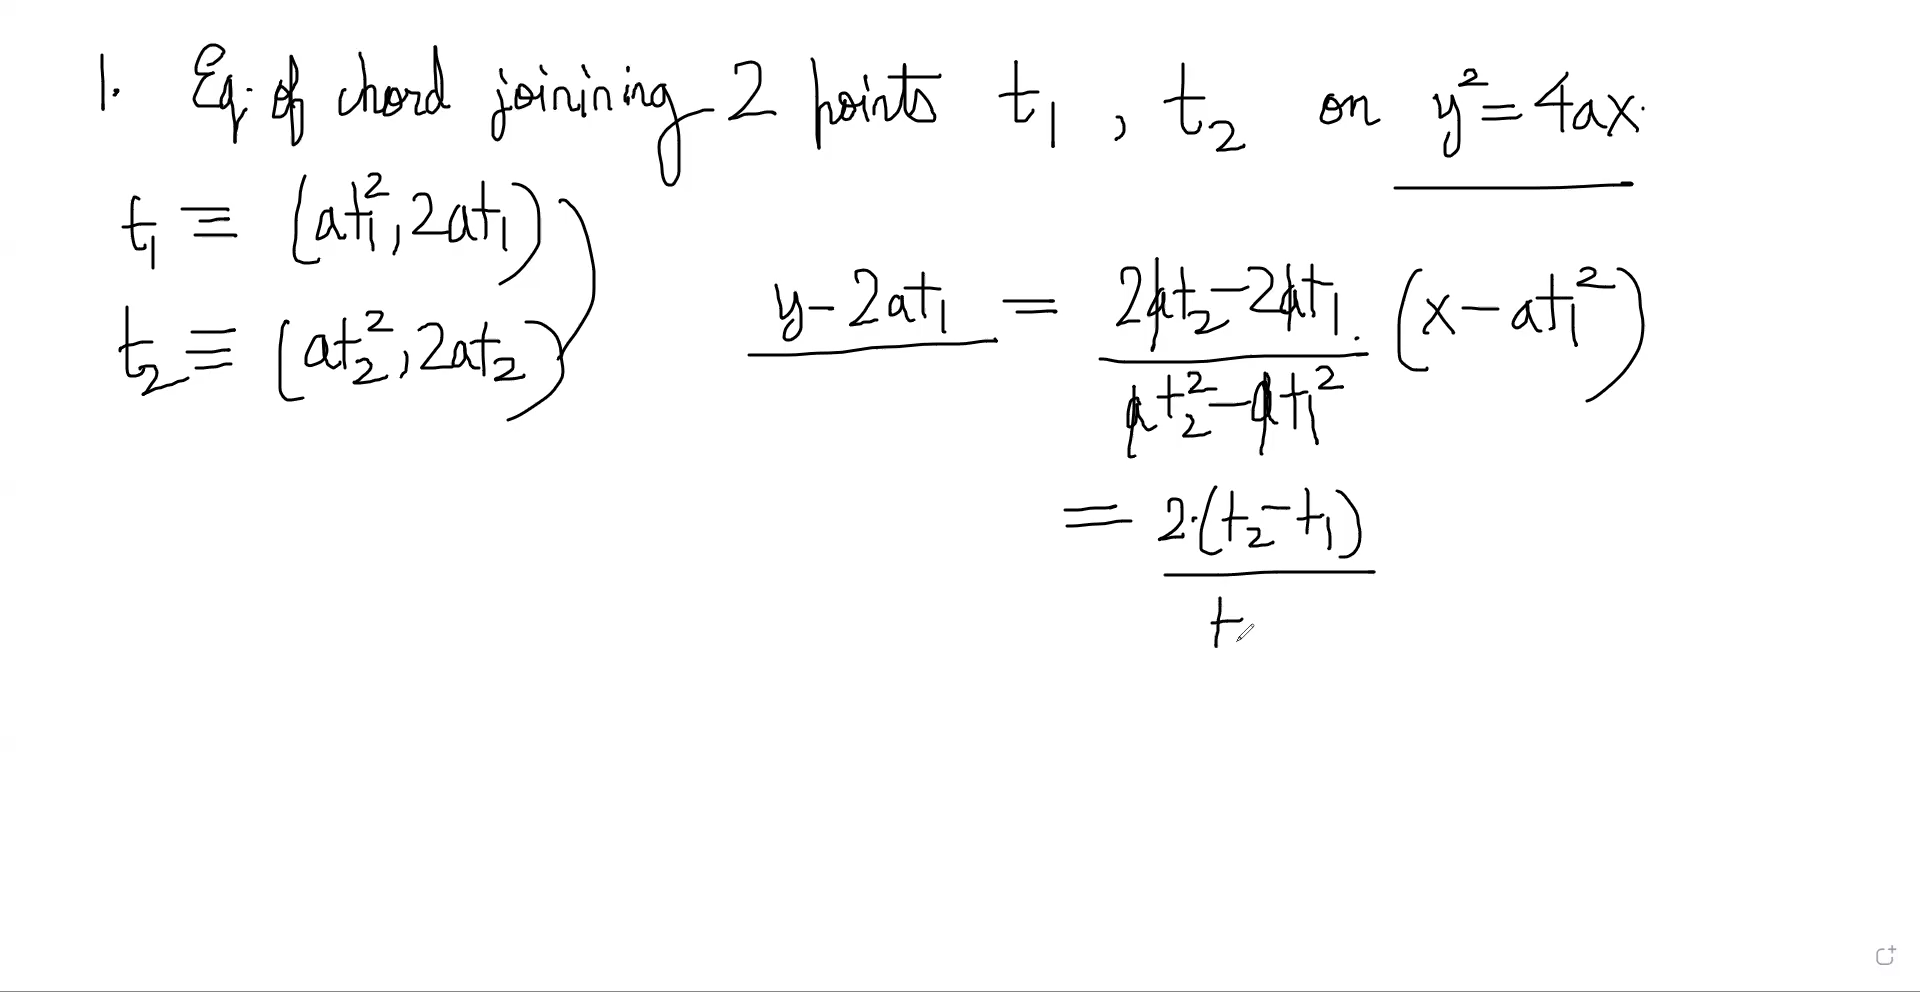 1. Eq. of chord joinining 2 points t₁, t₂ on y² = 4ax.
t₁ ≡ (at₁², 2at₁)
t₂ ≡ (at₂², 2at₂)
y - 2at₁ = (2at₂ - 2at₁)/(at₂² - at₁²) (x - at₁²)
= 2·(t₂ - t₁)
t